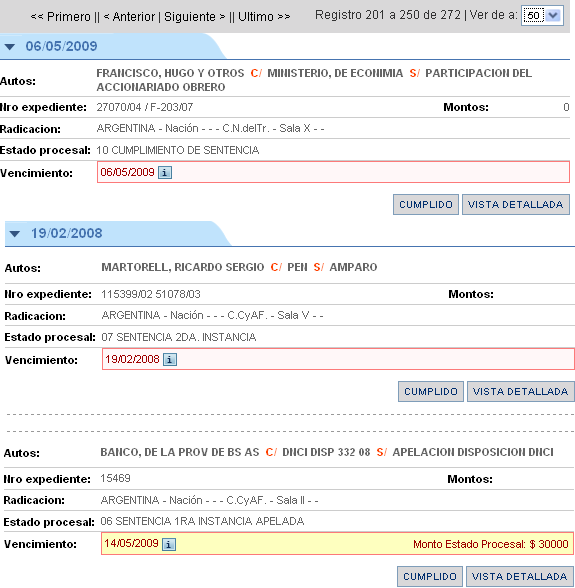 << Primero || < Anterior | Siguiente > || Ultimo >> Registro 201 a 250 de 272 | Ver de a: 50
06/05/2009
Autos: FRANCISCO, HUGO Y OTROS C/ MINISTERIO, DE ECONIMIA S/ PARTICIPACION DEL
ACCIONARIADO OBRERO
Nro expediente: 27070/04 / F-203/07 Montos: 0
Radicacion: ARGENTINA - Nación - - - C.N.delTr. - Sala X - -
Estado procesal: 10 CUMPLIMIENTO DE SENTENCIA
Vencimiento: 06/05/2009 i
CUMPLIDO VISTA DETALLADA
19/02/2008
Autos: MARTORELL, RICARDO SERGIO C/ PEN S/ AMPARO
Nro expediente: 115399/02 51078/03 Montos:
Radicacion: ARGENTINA - Nación - - - C.CyAF. - Sala V - -
Estado procesal: 07 SENTENCIA 2DA. INSTANCIA
Vencimiento: 19/02/2008 i
CUMPLIDO VISTA DETALLADA
Autos: BANCO, DE LA PROV DE BS AS C/ DNCI DISP 332 08 S/ APELACION DISPOSICION DNCI
Nro expediente: 15469 Montos:
Radicacion: ARGENTINA - Nación - - - C.CyAF. - Sala II - -
Estado procesal: 06 SENTENCIA 1RA INSTANCIA APELADA
Vencimiento: 14/05/2009 i Monto Estado Procesal: $ 30000
CUMPLIDO VISTA DETALLADA